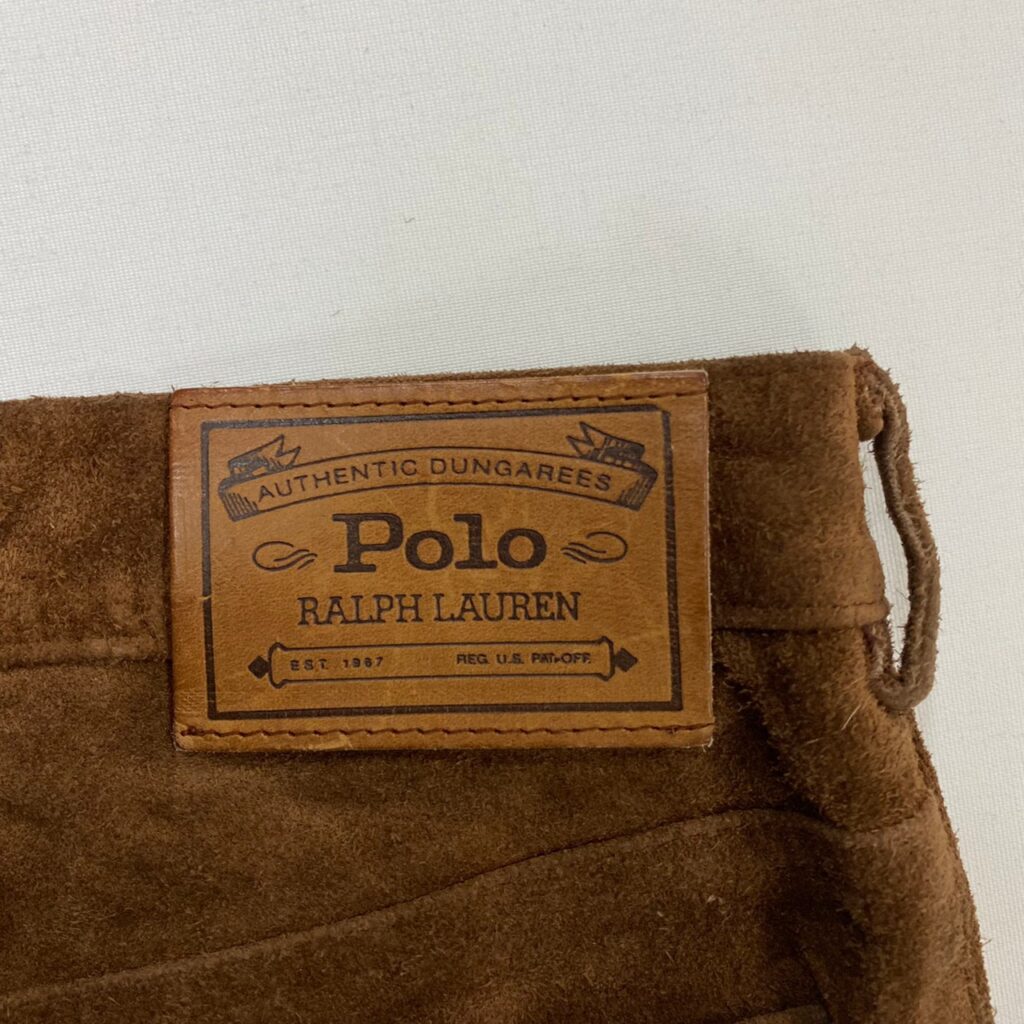 AUTHENTIC DUNGAREES
Polo
RALPH LAUREN
EST. 1967 REG. U.S. PAT. OFF.